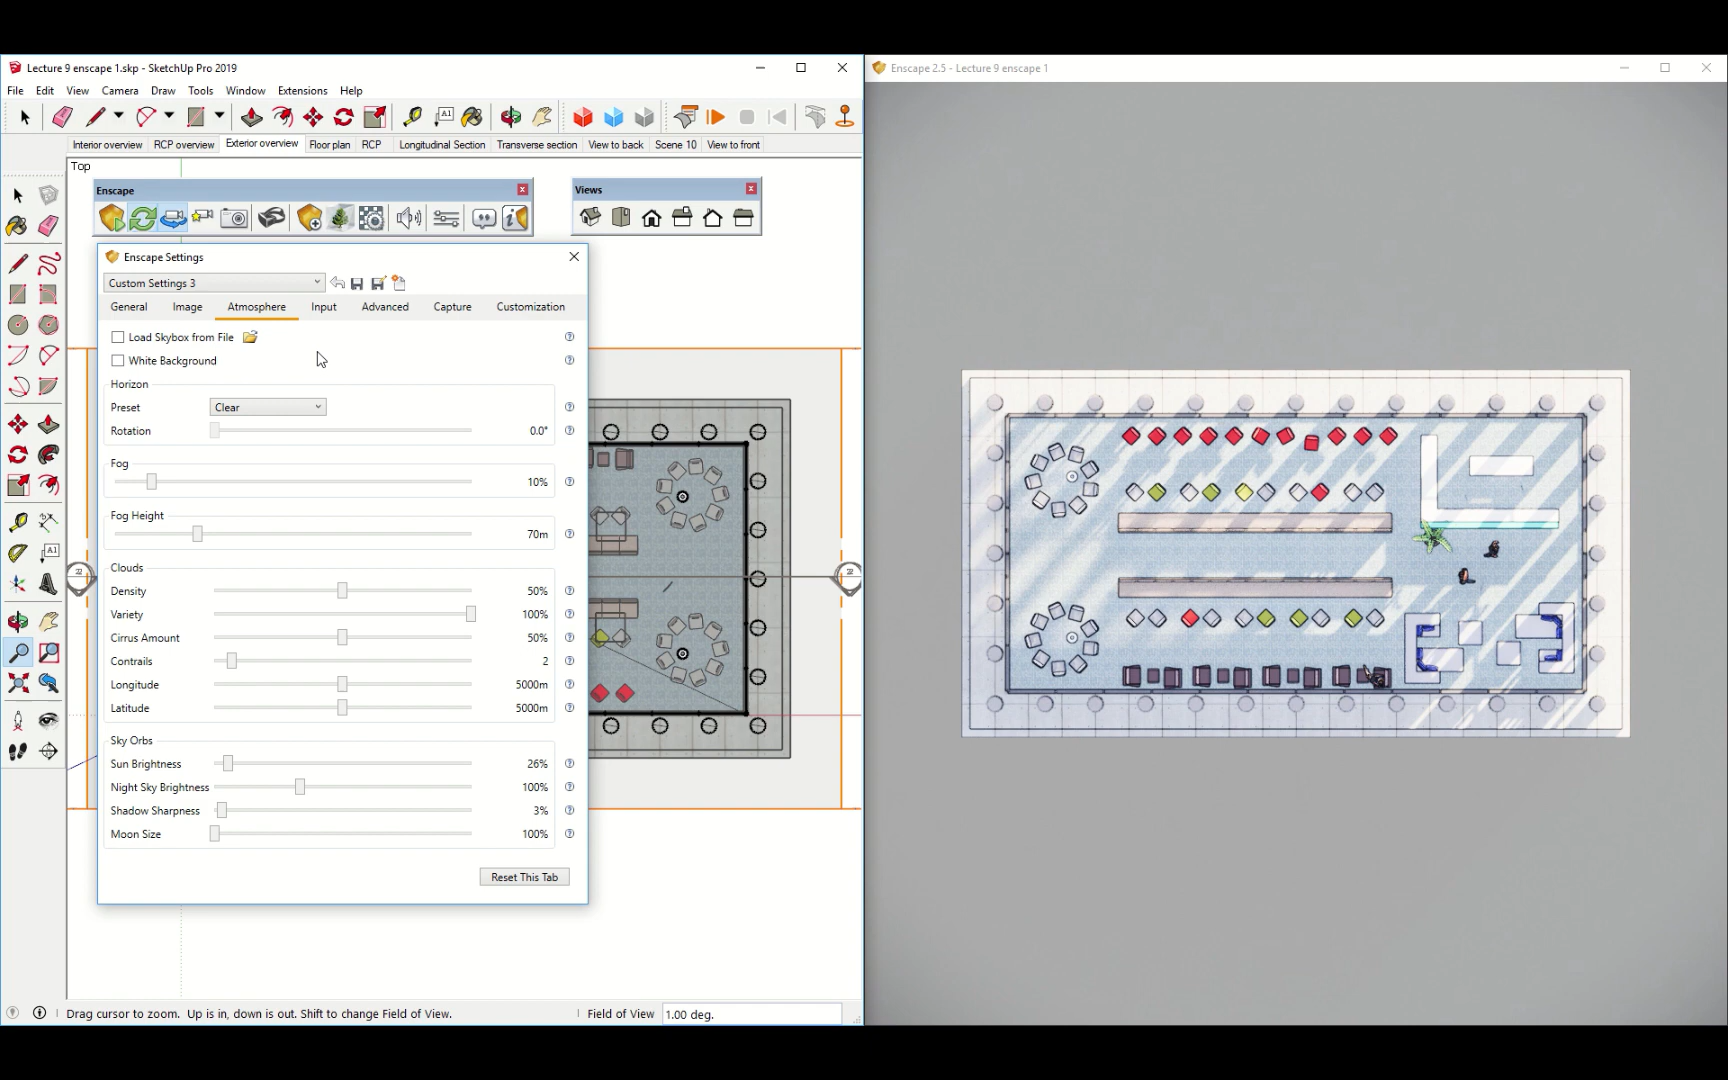 Lecture 9 enscape 1.skp - SketchUp Pro 2019
File Edit View Camera Draw Tools Window Extensions Help
Interior overview RCP overview Exterior overview Floor plan RCP Longitudinal Section Transverse section View to back Scene 10 View to front
Top
Enscape
Views
Enscape Settings
Custom Settings 3
General Image Atmosphere Input Advanced Capture Customization
Load Skybox from File
White Background
Horizon
Preset Clear
Rotation 0.0°
Fog
10%
Fog Height
70m
Clouds
Density 50%
Variety 100%
Cirrus Amount 50%
Contrails 2
Longitude 5000m
Latitude 5000m
Sky Orbs
Sun Brightness 26%
Night Sky Brightness 100%
Shadow Sharpness 3%
Moon Size 100%
Reset This Tab
Drag cursor to zoom. Up is in, down is out. Shift to change Field of View.
Field of View 1.00 deg.
Enscape 2.5 - Lecture 9 enscape 1